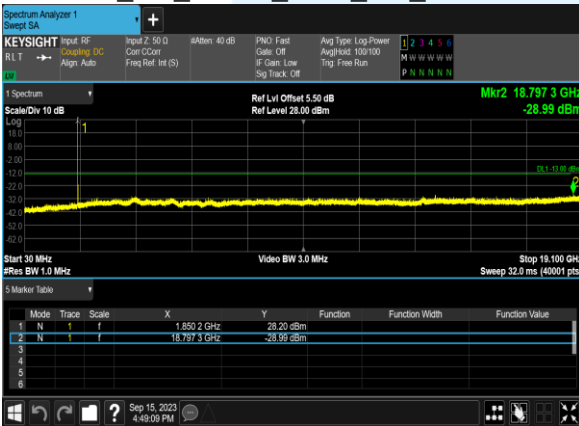 Spectrum Analyzer 1
Swept SA
+
KEYSIGHT Input: RF Input Z: 50 Ω #Atten: 40 dB PNO: Fast Avg Type: Log-Power 1 2 3 4 5 6
RLT Coupling: DC Corr CCorr Gate: Off Avg|Hold: 100/100 M W W W W W
Align: Auto Freq Ref: Int (S) IF Gain: Low Trig: Free Run
Sig Track: Off P N N N N N
1 Spectrum Ref Lvl Offset 5.50 dB Mkr2 18.797 3 GHz
Scale/Div 10 dB Ref Level 28.00 dBm -28.99 dBm
Log
18.0 1
8.00
-2.00
-12.0 DL1 -13.00 dBm
-22.0
-32.0
-42.0
-52.0
-62.0
Start 30 MHz Video BW 3.0 MHz Stop 19.100 GHz
#Res BW 1.0 MHz Sweep 32.0 ms (40001 pts
5 Marker Table
Mode Trace Scale X Y Function Function Width Function Value
1 N 1 f 1.850 2 GHz 28.20 dBm
2 N 1 f 18.797 3 GHz -28.99 dBm
3
4
5
6
? Sep 15, 2023
4:49:09 PM